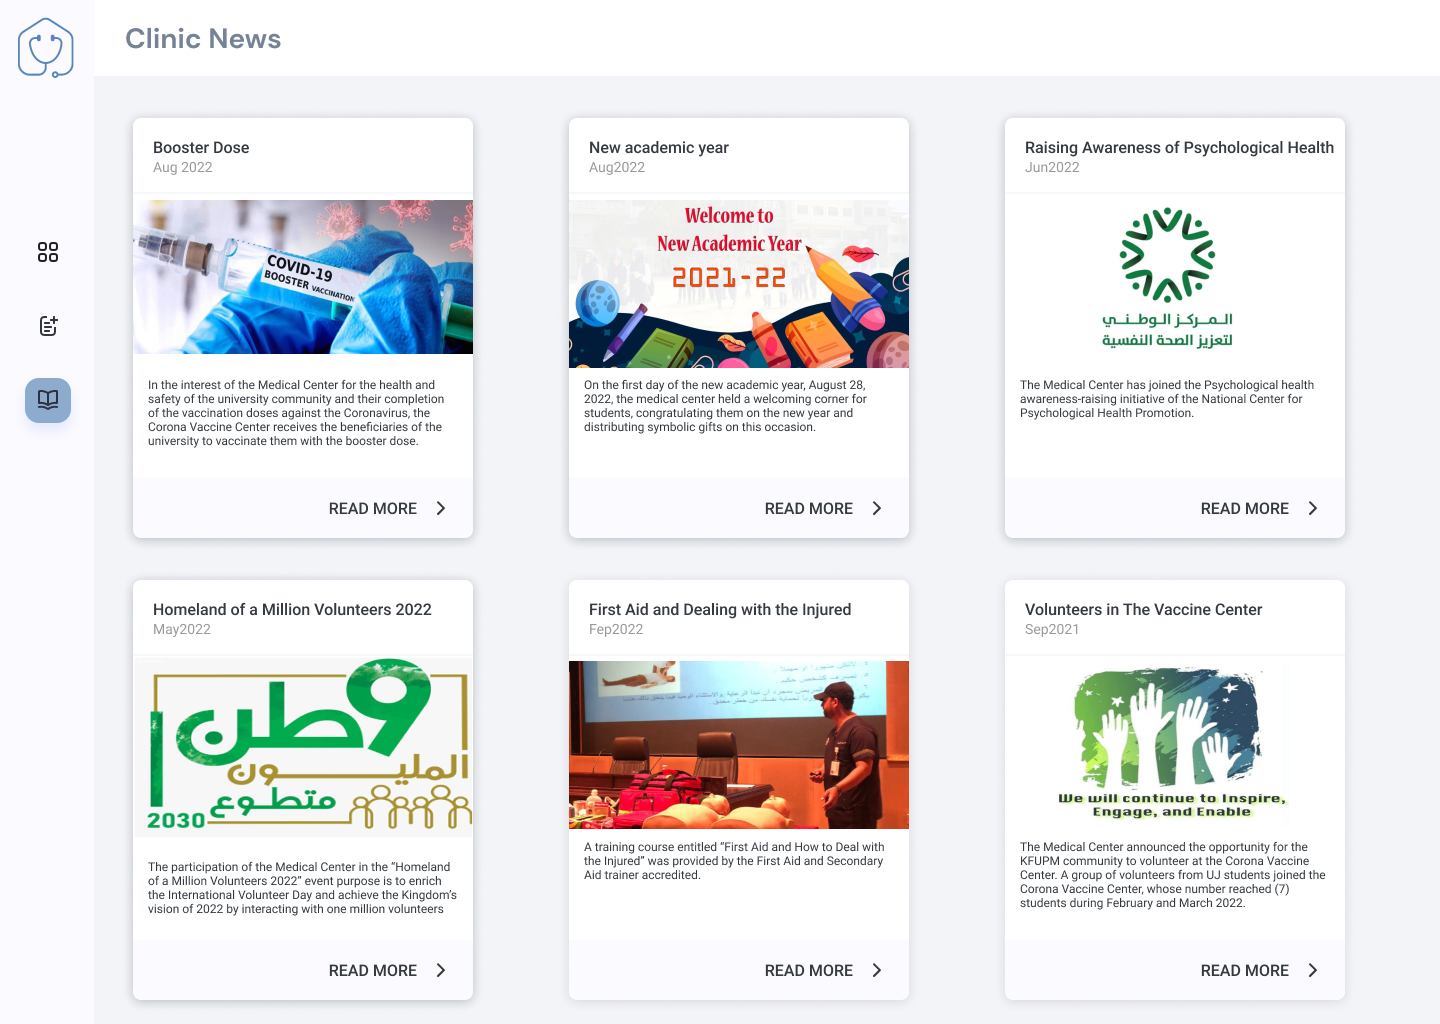 Clinic News
Booster Dose
Aug 2022
COVID-19
BOOSTER VACCINATION
In the interest of the Medical Center for the health and
safety of the university community and their completion
of the vaccination doses against the Coronavirus, the
Corona Vaccine Center receives the beneficiaries of the
university to vaccinate them with the booster dose.
READ MORE
New academic year
Aug2022
Welcome to
New Academic Year
2021-22
On the first day of the new academic year, August 28,
2022, the medical center held a welcoming corner for
students, congratulating them on the new year and
distributing symbolic gifts on this occasion.
READ MORE
Raising Awareness of Psychological Health
Jun2022
المركز الوطني
لتعزيز الصحة النفسية
The Medical Center has joined the Psychological health
awareness-raising initiative of the National Center for
Psychological Health Promotion.
READ MORE
Homeland of a Million Volunteers 2022
May2022
وطن
المليون
متطوع
2030
The participation of the Medical Center in the “Homeland
of a Million Volunteers 2022” event purpose is to enrich
the International Volunteer Day and achieve the Kingdom’s
vision of 2022 by interacting with one million volunteers
READ MORE
First Aid and Dealing with the Injured
Fep2022
A training course entitled “First Aid and How to Deal with
the Injured” was provided by the First Aid and Secondary
Aid trainer accredited.
READ MORE
Volunteers in The Vaccine Center
Sep2021
We will continue to Inspire,
Engage, and Enable
The Medical Center announced the opportunity for the
KFUPM community to volunteer at the Corona Vaccine
Center. A group of volunteers from UJ students joined the
Corona Vaccine Center, whose number reached (7)
students during February and March 2022.
READ MORE